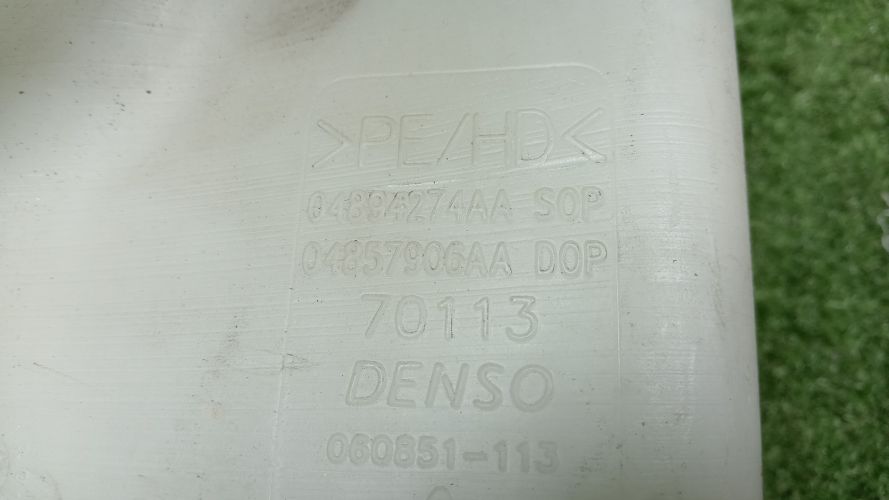 >PE/HD<
04894274AA SOP
04857906AA DOP
70113
DENSO
060851-113